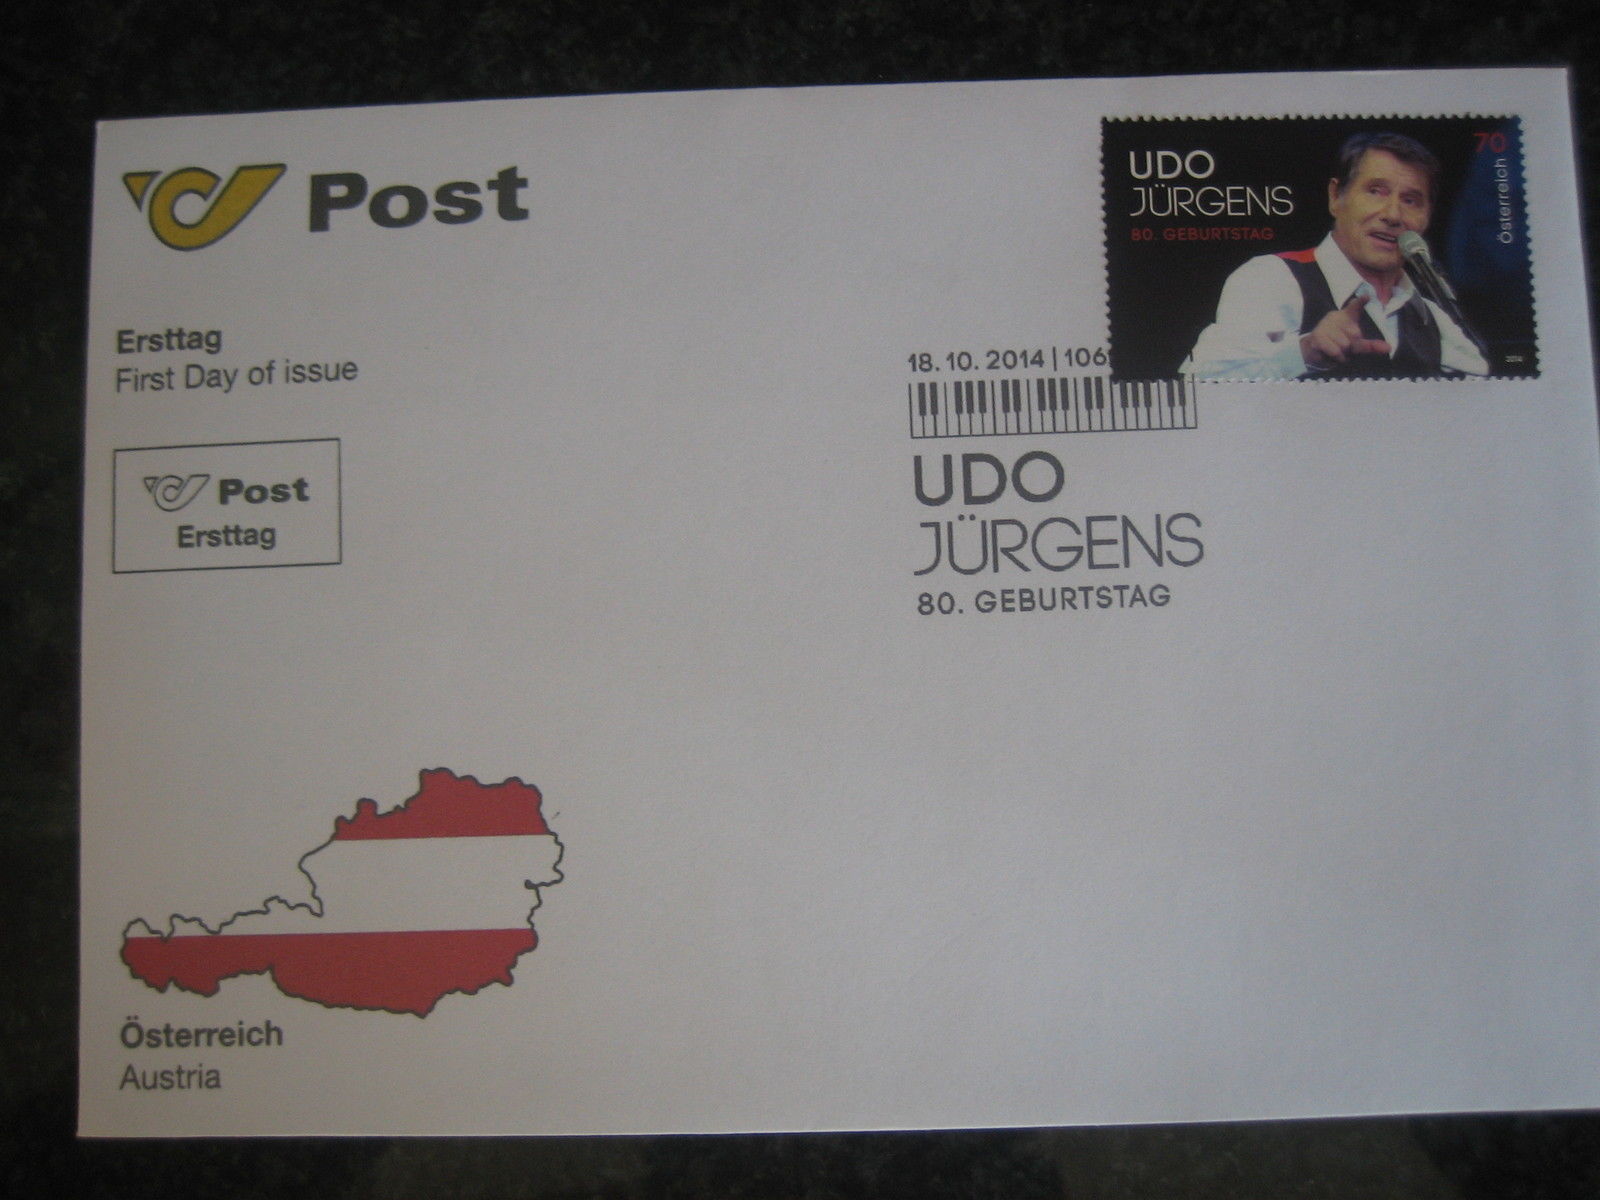 Post
Ersttag
First Day of issue
Post
Ersttag
UDO
JÜRGENS
80. GEBURTSTAG
70
Österreich
2014
18. 10. 2014 | 106
UDO
JÜRGENS
80. GEBURTSTAG
Österreich
Austria